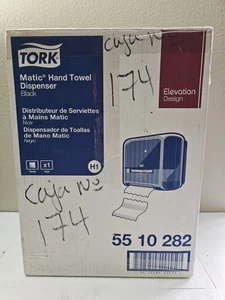 TORK
Matic® Hand Towel
Dispenser
Black
Distributeur de Serviettes
à Mains Matic
Noir
Dispensador de Toallas
de Mano Matic
Negro
x1
H1
Caja No
174
Elevation
Design
Caja No
174
55 10 282